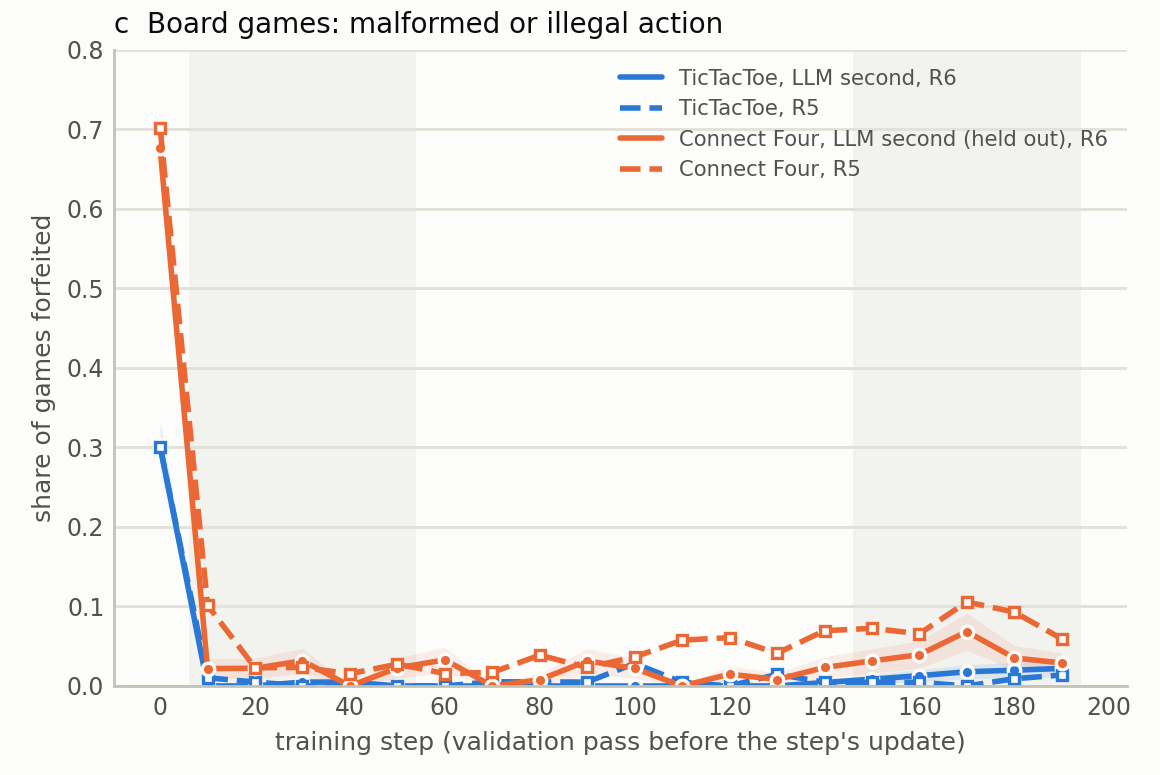 c  Board games: malformed or illegal action
0.8
0.7
0.6
0.5
0.4
0.3
0.2
0.1
0.0
share of games forfeited
TicTacToe, LLM second, R6
TicTacToe, R5
Connect Four, LLM second (held out), R6
Connect Four, R5
0 20 40 60 80 100 120 140 160 180 200
training step (validation pass before the step's update)